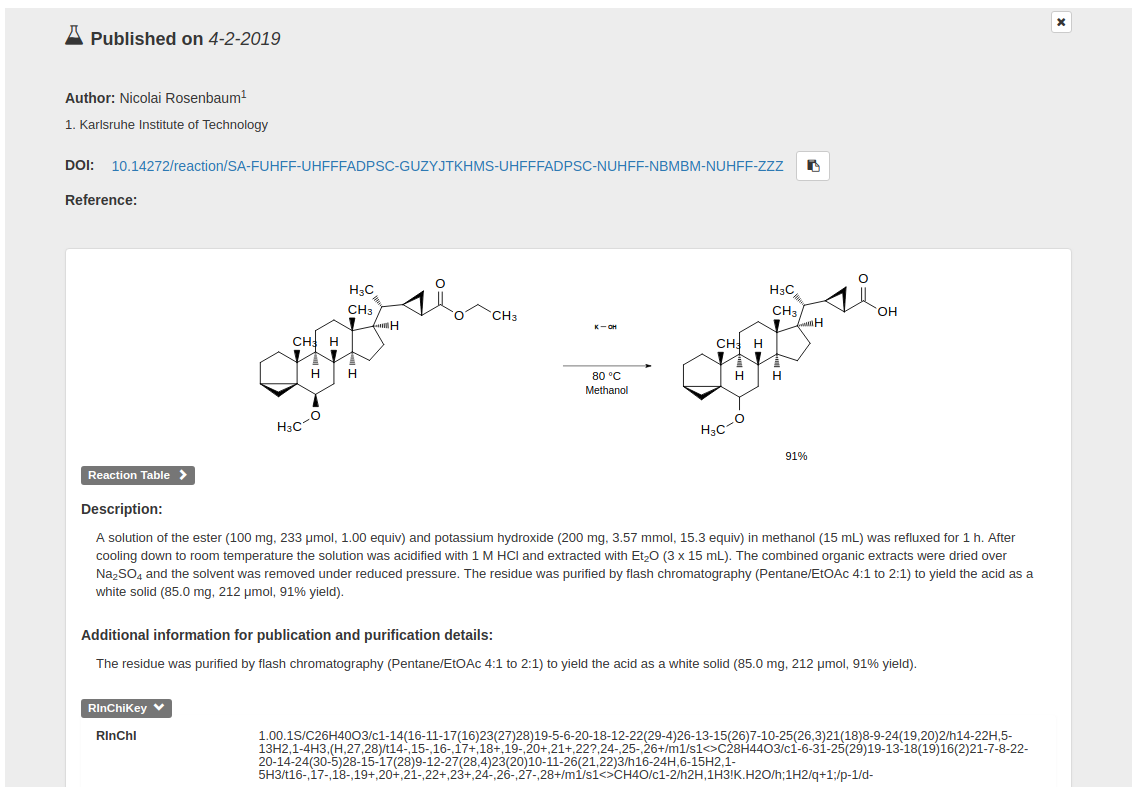 Published on 4-2-2019
Author: Nicolai Rosenbaum1
1. Karlsruhe Institute of Technology
DOI: 10.14272/reaction/SA-FUHFF-UHFFFADPSC-GUZYJTKHMS-UHFFFADPSC-NUHFF-NBMBM-NUHFF-ZZZ
Reference:
H3C
O
CH3
O
CH3
H
CH3
H
H
H
O
H3C
K — OH
80 °C
Methanol
H3C
O
OH
CH3
H
CH3
H
H
H
O
H3C
91%
Reaction Table
Description:
A solution of the ester (100 mg, 233 μmol, 1.00 equiv) and potassium hydroxide (200 mg, 3.57 mmol, 15.3 equiv) in methanol (15 mL) was refluxed for 1 h. After
cooling down to room temperature the solution was acidified with 1 M HCl and extracted with Et2O (3 x 15 mL). The combined organic extracts were dried over
Na2SO4 and the solvent was removed under reduced pressure. The residue was purified by flash chromatography (Pentane/EtOAc 4:1 to 2:1) to yield the acid as a
white solid (85.0 mg, 212 μmol, 91% yield).
Additional information for publication and purification details:
The residue was purified by flash chromatography (Pentane/EtOAc 4:1 to 2:1) to yield the acid as a white solid (85.0 mg, 212 μmol, 91% yield).
RInChiKey
RInChI 1.00.1S/C26H40O3/c1-14(16-11-17(16)23(27)28)19-5-6-20-18-12-22(29-4)26-13-15(26)7-10-25(26,3)21(18)8-9-24(19,20)2/h14-22H,5-
13H2,1-4H3,(H,27,28)/t14-,15-,16-,17+,18+,19-,20+,21+,22?,24-,25-,26+/m1/s1<>C28H44O3/c1-6-31-25(29)19-13-18(19)16(2)21-7-8-22-
20-14-24(30-5)28-15-17(28)9-12-27(28,4)23(20)10-11-26(21,22)3/h16-24H,6-15H2,1-
5H3/t16-,17-,18-,19+,20+,21-,22+,23+,24-,26-,27-,28+/m1/s1<>CH4O/c1-2/h2H,1H3!K.H2O/h;1H2/q+1;/p-1/d-